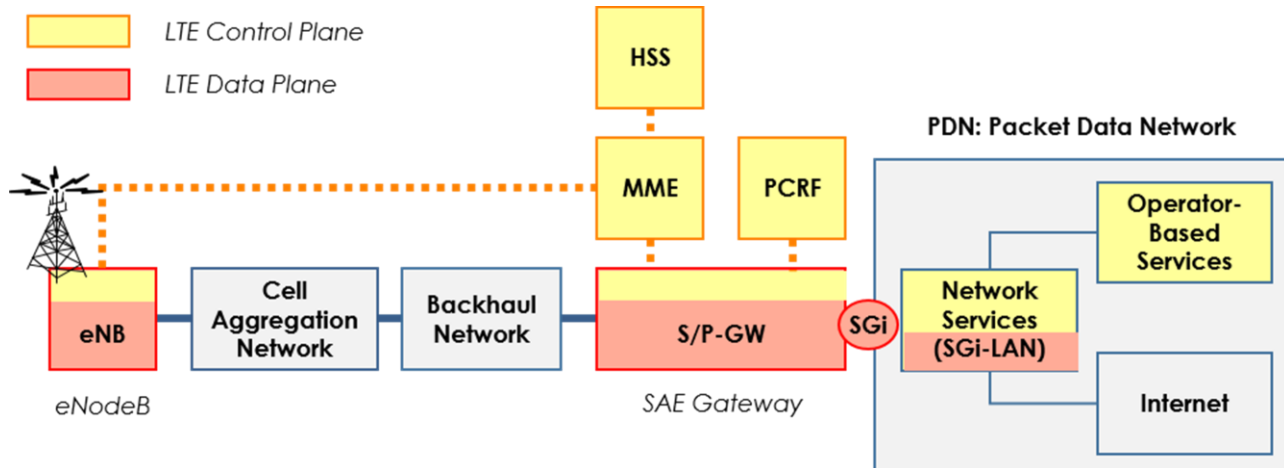 LTE Control Plane
LTE Data Plane
HSS
PDN: Packet Data Network
MME
PCRF
Operator-
Based
Services
eNB
Cell
Aggregation
Network
Backhaul
Network
S/P-GW
SGi
Network
Services
(SGi-LAN)
Internet
eNodeB
SAE Gateway